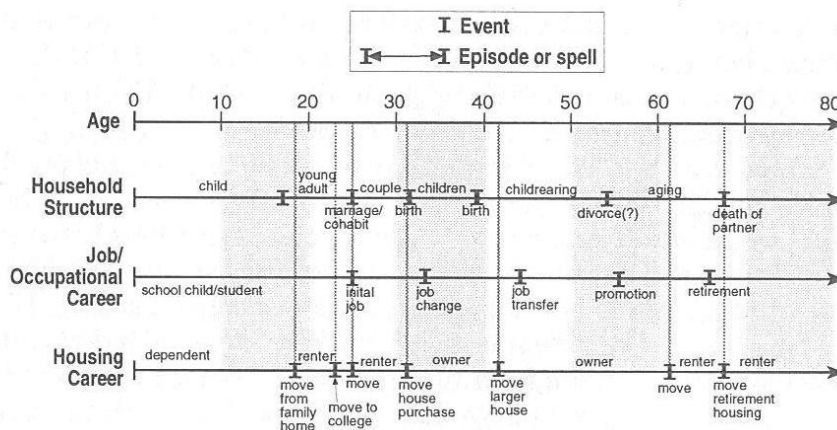 Event
Episode or spell
0 10 20 30 40 50 60 70 80
Age
child
young
adult
couple
children
childrearing
aging
Household
Structure
marriage/
cohabit
birth
birth
divorce(?)
death of
partner
Job/
Occupational
Career
school child/student
inital
job
job
change
job
transfer
promotion
retirement
Housing
Career
dependent
renter
renter
owner
owner
renter
renter
move
from
family
home
move to
college
move
move
house
purchase
move
larger
house
move
move
retirement
housing